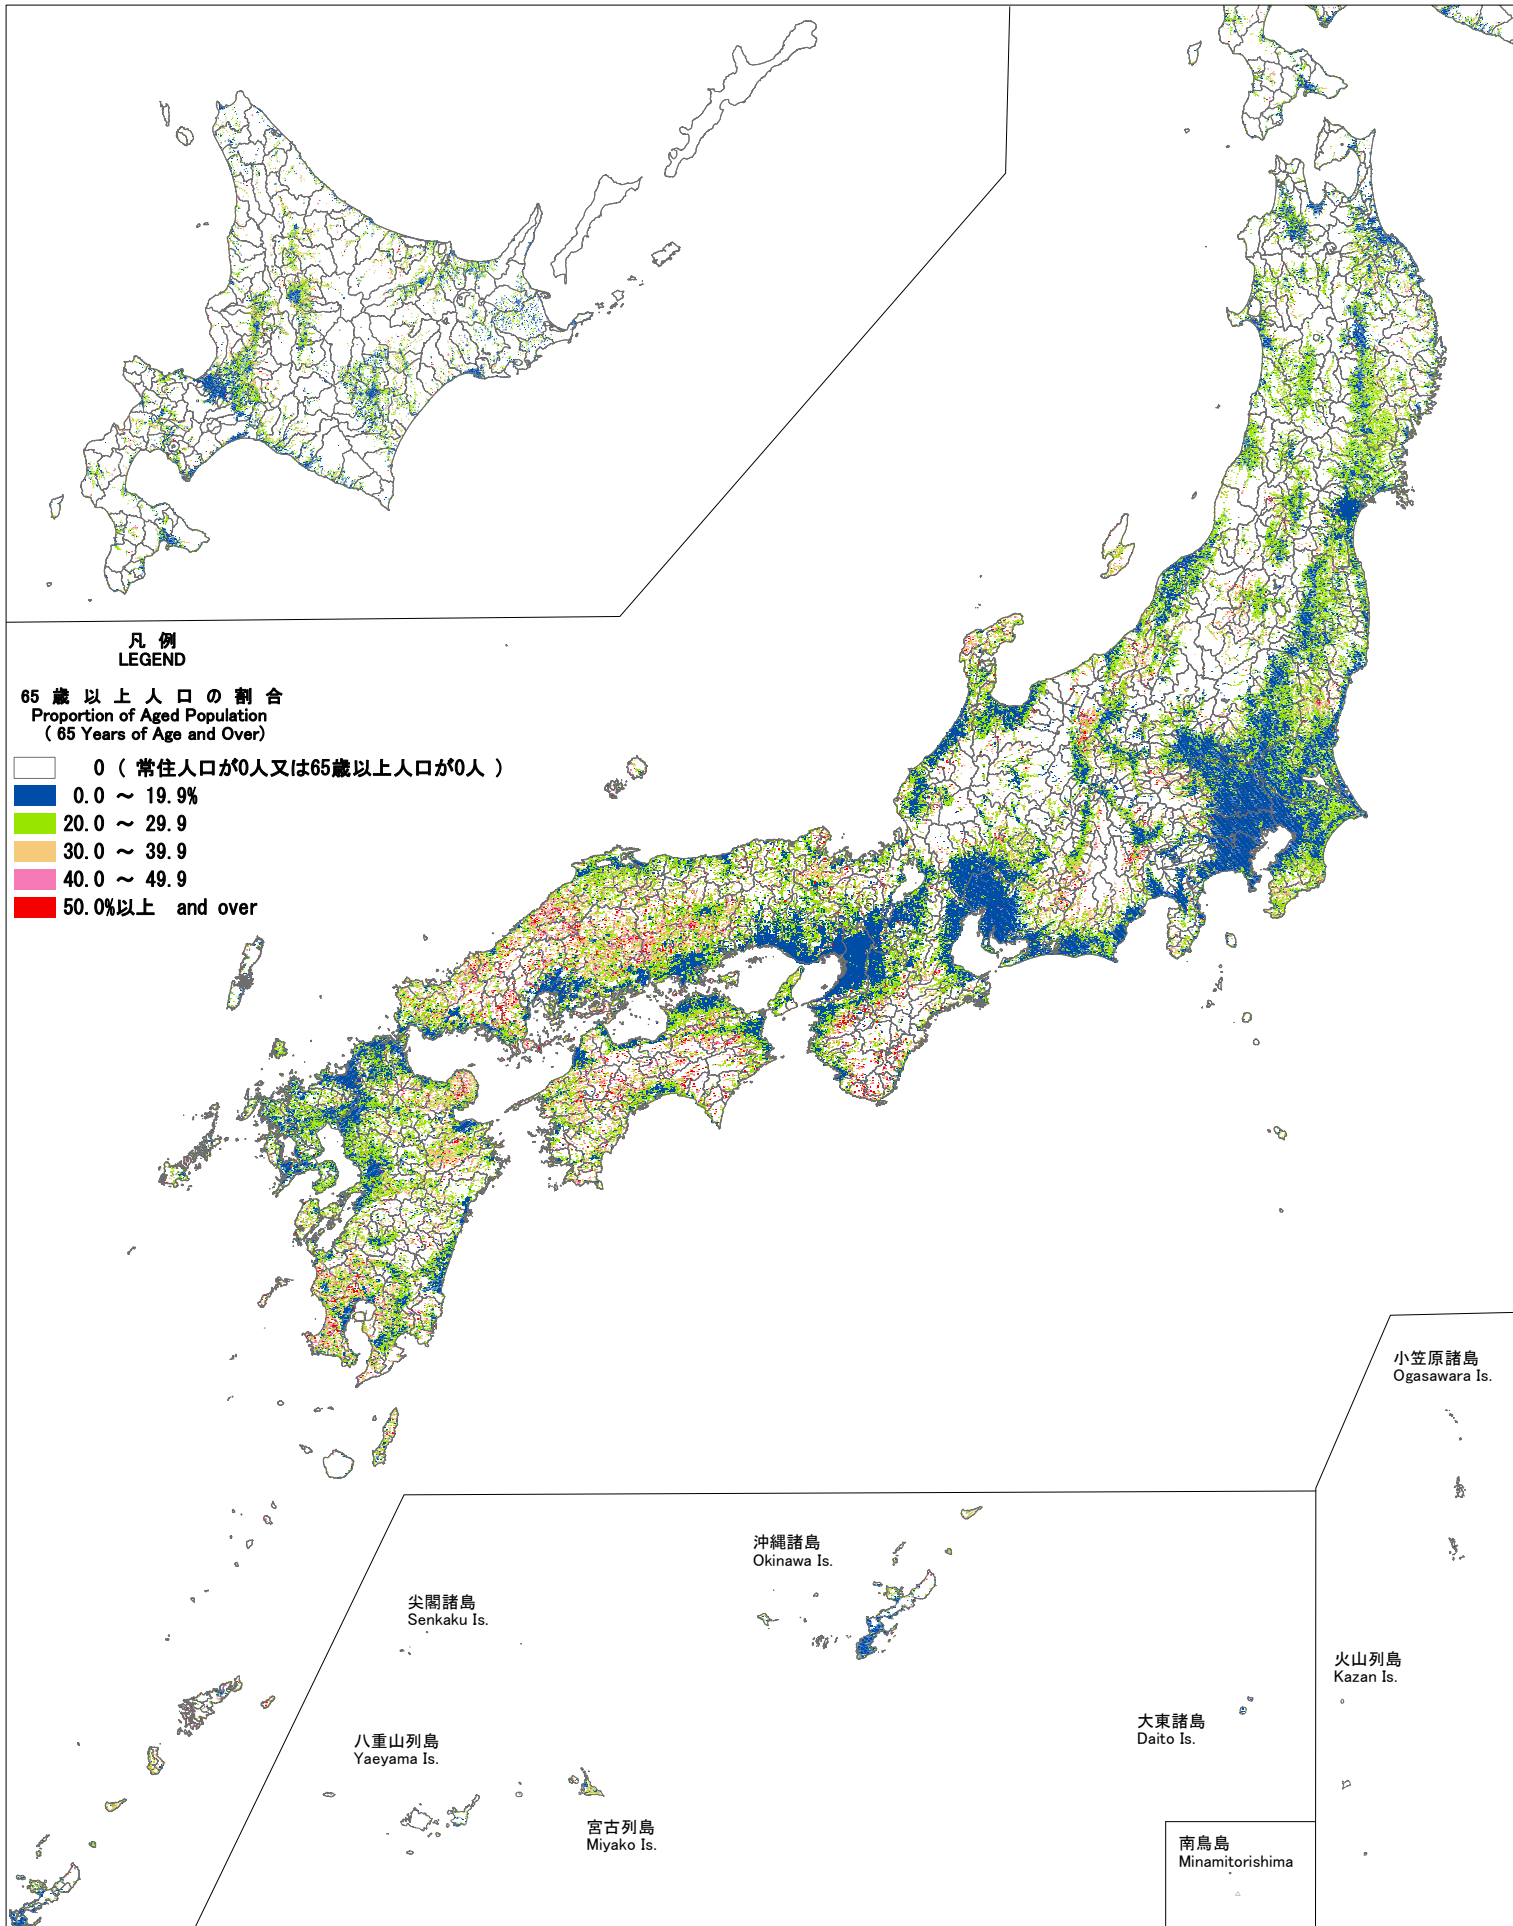 凡 例
LEGEND
65 歳 以 上 人 口 の 割 合
Proportion of Aged Population
( 65 Years of Age and Over)
0 ( 常住人口が0人又は65歳以上人口が0人 )
0.0 ～ 19.9%
20.0 ～ 29.9
30.0 ～ 39.9
40.0 ～ 49.9
50.0%以上 and over
小笠原諸島
Ogasawara Is.
沖縄諸島
Okinawa Is.
尖閣諸島
Senkaku Is.
火山列島
Kazan Is.
大東諸島
Daito Is.
八重山列島
Yaeyama Is.
宮古列島
Miyako Is.
南鳥島
Minamitorishima